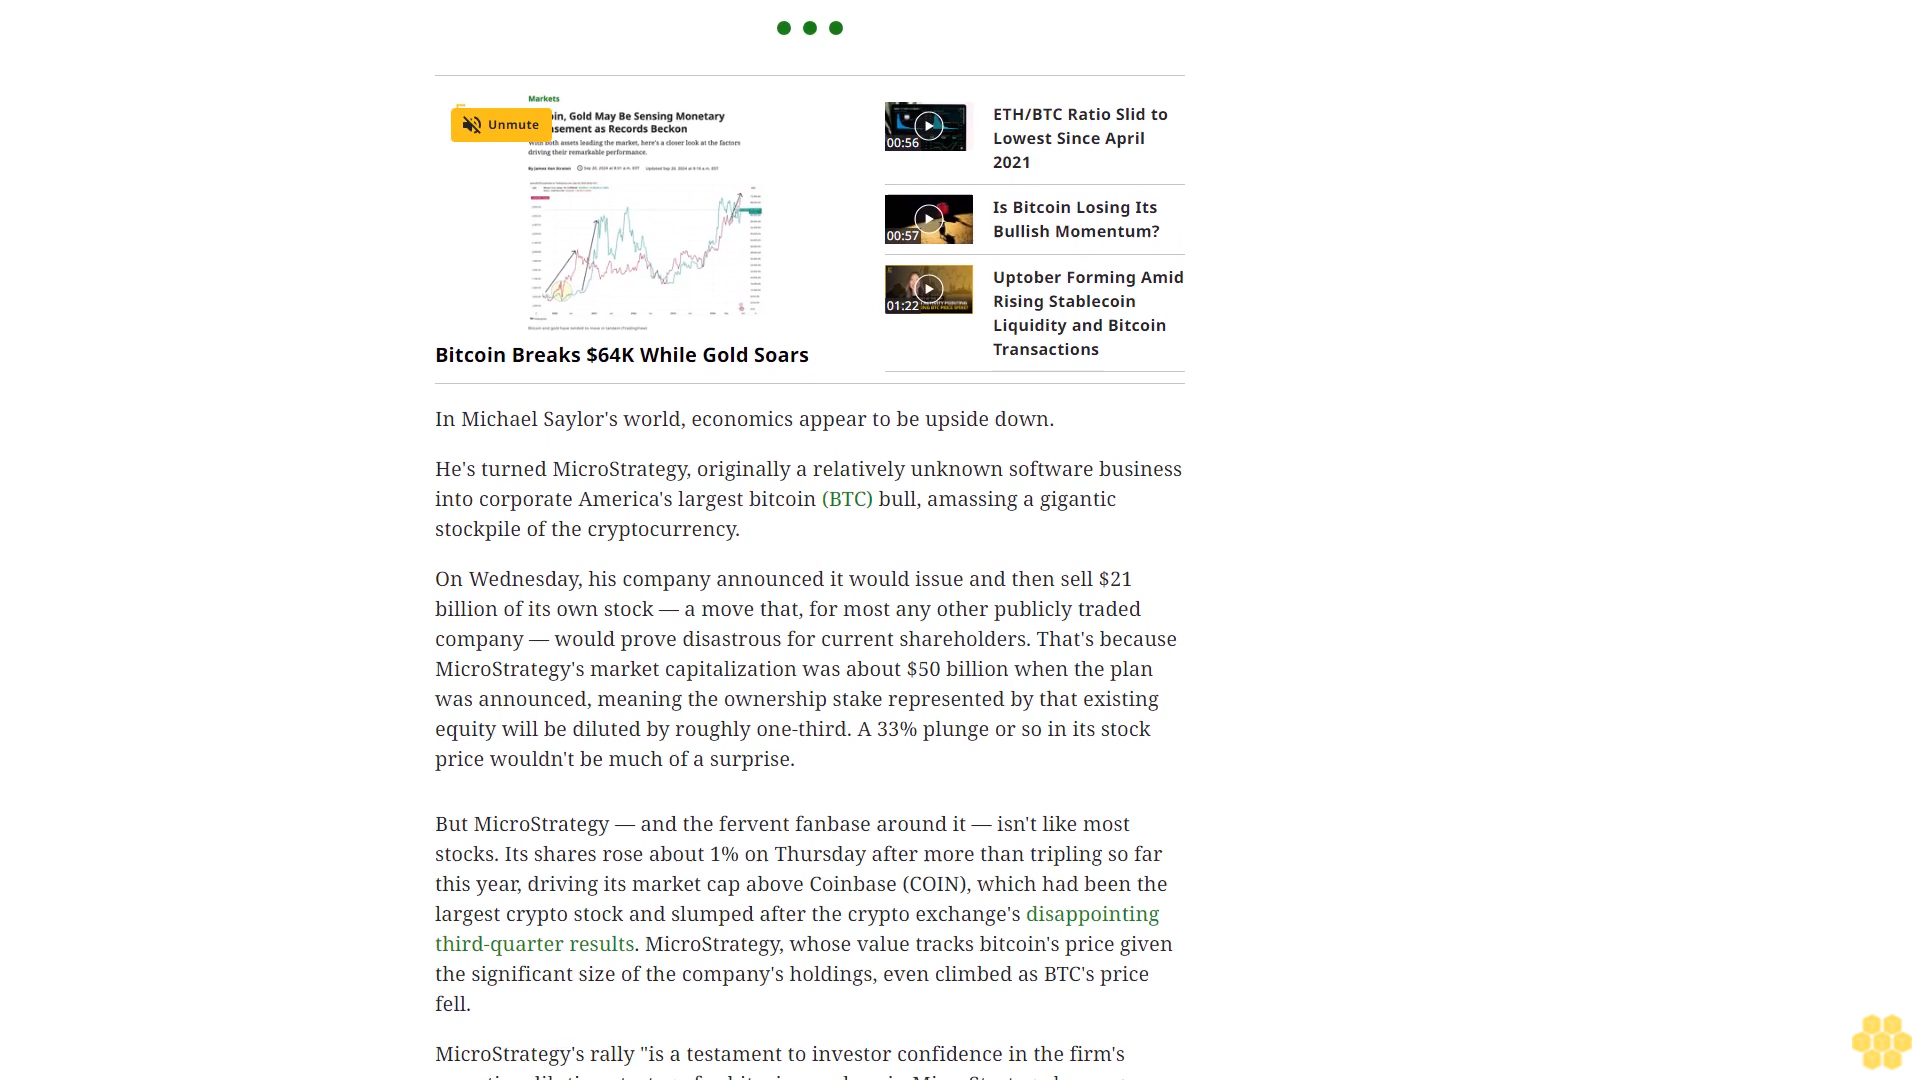 Markets
Unmute
in, Gold May Be Sensing Monetary
sement as Records Beckon
With both assets leading the market, here's a closer look at the factors
driving their remarkable performance.
Bitcoin Breaks $64K While Gold Soars
00:56
ETH/BTC Ratio Slid to
Lowest Since April
2021
00:57
Is Bitcoin Losing Its
Bullish Momentum?
01:22
Uptober Forming Amid
Rising Stablecoin
Liquidity and Bitcoin
Transactions
In Michael Saylor's world, economics appear to be upside down.
He's turned MicroStrategy, originally a relatively unknown software business
into corporate America's largest bitcoin (BTC) bull, amassing a gigantic
stockpile of the cryptocurrency.
On Wednesday, his company announced it would issue and then sell $21
billion of its own stock — a move that, for most any other publicly traded
company — would prove disastrous for current shareholders. That's because
MicroStrategy's market capitalization was about $50 billion when the plan
was announced, meaning the ownership stake represented by that existing
equity will be diluted by roughly one-third. A 33% plunge or so in its stock
price wouldn't be much of a surprise.
But MicroStrategy — and the fervent fanbase around it — isn't like most
stocks. Its shares rose about 1% on Thursday after more than tripling so far
this year, driving its market cap above Coinbase (COIN), which had been the
largest crypto stock and slumped after the crypto exchange's disappointing
third-quarter results. MicroStrategy, whose value tracks bitcoin's price given
the significant size of the company's holdings, even climbed as BTC's price
fell.
MicroStrategy's rally "is a testament to investor confidence in the firm's